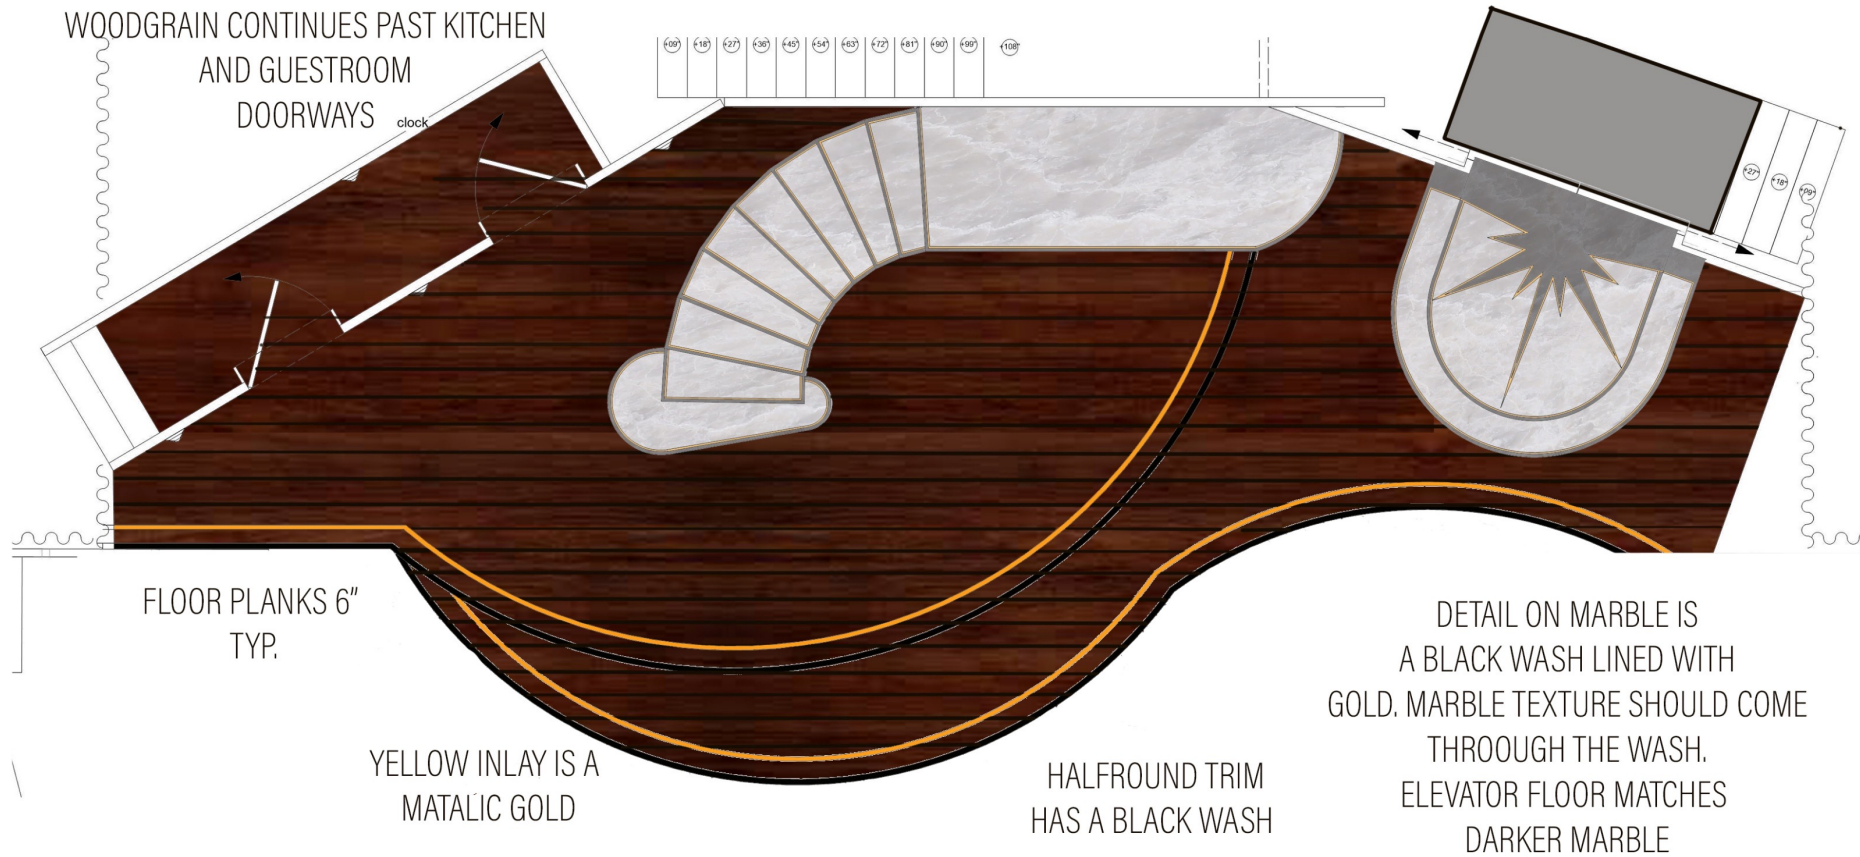 WOODGRAIN CONTINUES PAST KITCHEN
AND GUESTROOM
DOORWAYS
clock
+09"
+18"
+27"
+36"
+45"
+54"
+63"
+72"
+81"
+90"
+99"
+108"
+27"
+18"
+09"
FLOOR PLANKS 6"
TYP.
YELLOW INLAY IS A
MATALIC GOLD
HALFROUND TRIM
HAS A BLACK WASH
DETAIL ON MARBLE IS
A BLACK WASH LINED WITH
GOLD. MARBLE TEXTURE SHOULD COME
THROOUGH THE WASH.
ELEVATOR FLOOR MATCHES
DARKER MARBLE